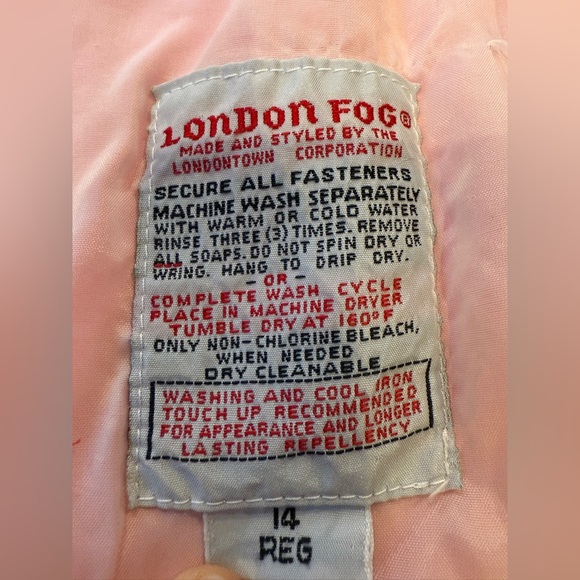 LONDON FOG®
MADE AND STYLED BY THE
LONDONTOWN CORPORATION
SECURE ALL FASTENERS
MACHINE WASH SEPARATELY
WITH WARM OR COLD WATER
RINSE THREE (3) TIMES. REMOVE
ALL SOAPS. DO NOT SPIN DRY OR
WRING. HANG TO DRIP DRY.
- OR -
COMPLETE WASH CYCLE
PLACE IN MACHINE DRYER
TUMBLE DRY AT 160°F
ONLY NON-CHLORINE BLEACH,
WHEN NEEDED
DRY CLEANABLE
WASHING AND COOL IRON
TOUCH UP RECOMMENDED
FOR APPEARANCE AND LONGER
LASTING REPELLENCY
14
REG